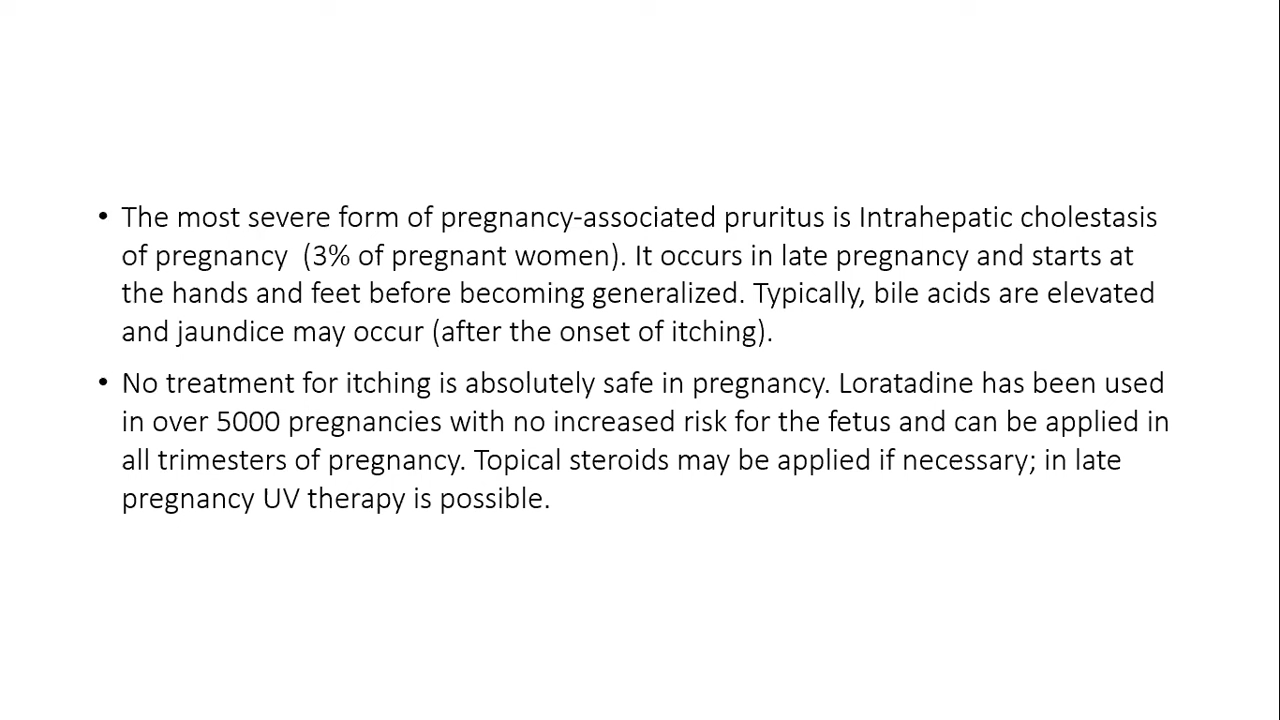 • The most severe form of pregnancy-associated pruritus is Intrahepatic cholestasis
of pregnancy  (3% of pregnant women). It occurs in late pregnancy and starts at
the hands and feet before becoming generalized. Typically, bile acids are elevated
and jaundice may occur (after the onset of itching).
• No treatment for itching is absolutely safe in pregnancy. Loratadine has been used
in over 5000 pregnancies with no increased risk for the fetus and can be applied in
all trimesters of pregnancy. Topical steroids may be applied if necessary; in late
pregnancy UV therapy is possible.